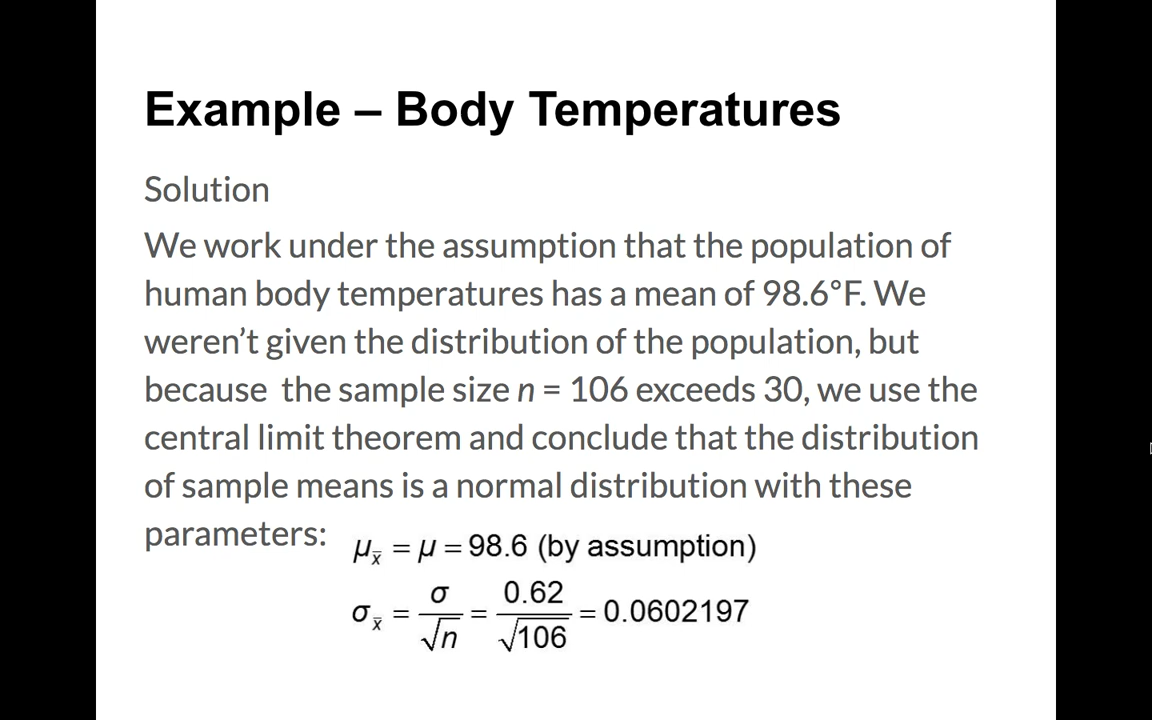 Example – Body Temperatures
Solution
We work under the assumption that the population of
human body temperatures has a mean of 98.6°F. We
weren’t given the distribution of the population, but
because  the sample size n = 106 exceeds 30, we use the
central limit theorem and conclude that the distribution
of sample means is a normal distribution with these
parameters:
μ_x̄ = μ = 98.6 (by assumption)
σ_x̄ = σ/√n = 0.62/√106 = 0.0602197